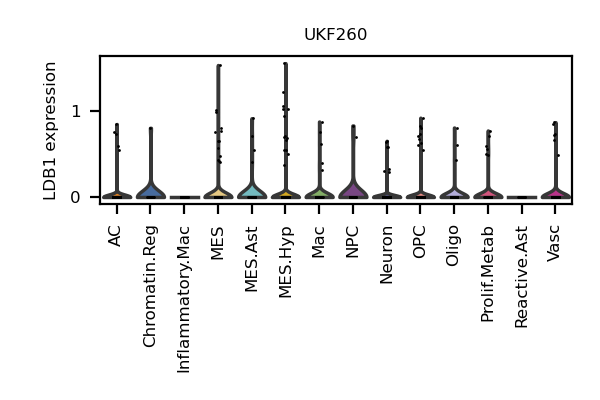 UKF260
LDB1 expression
1
0
AC
Chromatin.Reg
Inflammatory.Mac
MES
MES.Ast
MES.Hyp
Mac
NPC
Neuron
OPC
Oligo
Prolif.Metab
Reactive.Ast
Vasc